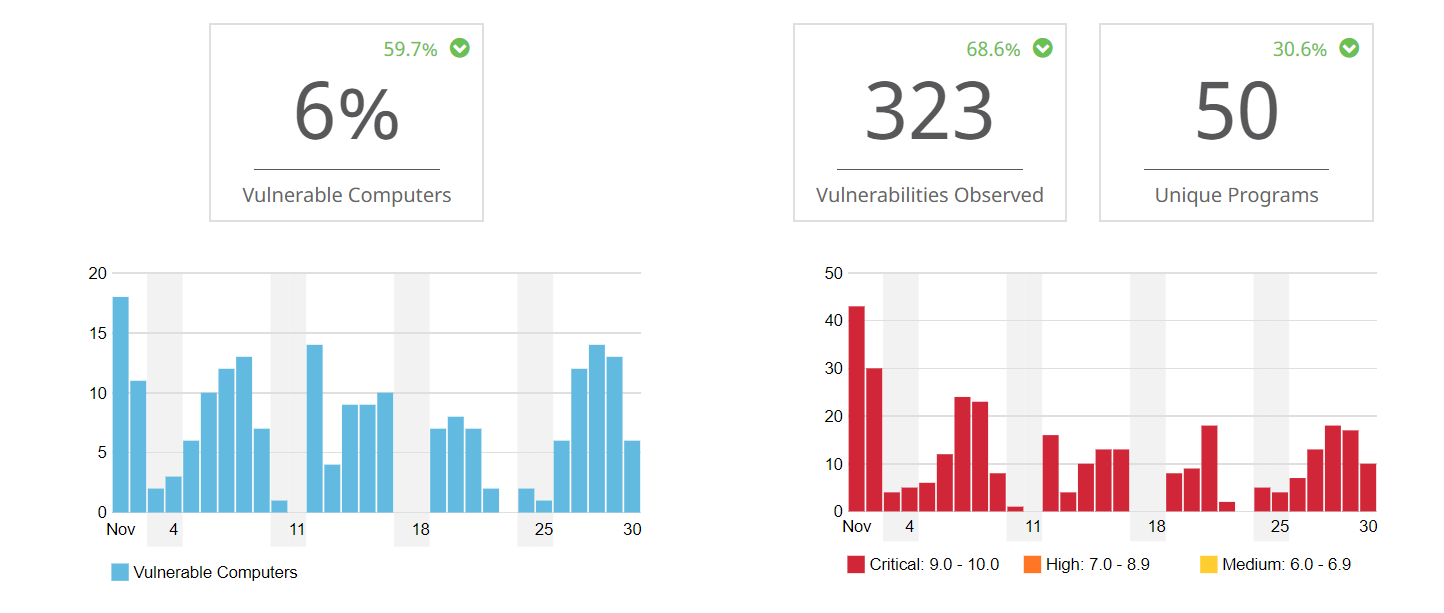 59.7%
6%
Vulnerable Computers
68.6%
323
Vulnerabilities Observed
30.6%
50
Unique Programs
20
15
10
5
0
Nov 4 11 18 25 30
Vulnerable Computers
50
40
30
20
10
0
Nov 4 11 18 25 30
Critical: 9.0 - 10.0 High: 7.0 - 8.9 Medium: 6.0 - 6.9